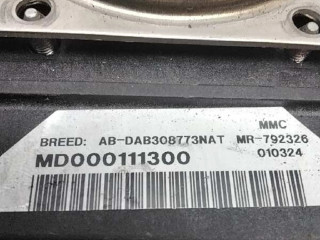 MMC
BREED: AB-DAB308773NAT MR-792326
MD000111300 010324